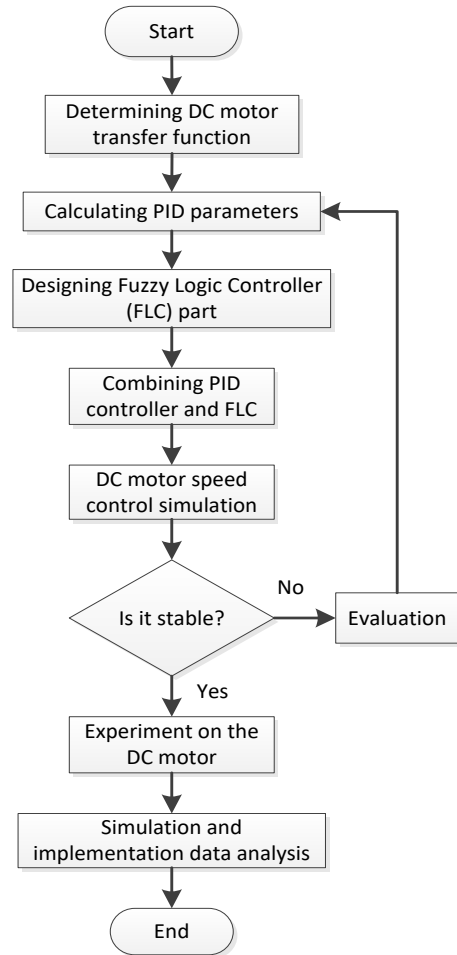 Start
Determining DC motor
transfer function
Calculating PID parameters
Designing Fuzzy Logic Controller
(FLC) part
Combining PID
controller and FLC
DC motor speed
control simulation
Is it stable?
No
Evaluation
Yes
Experiment on the
DC motor
Simulation and
implementation data analysis
End